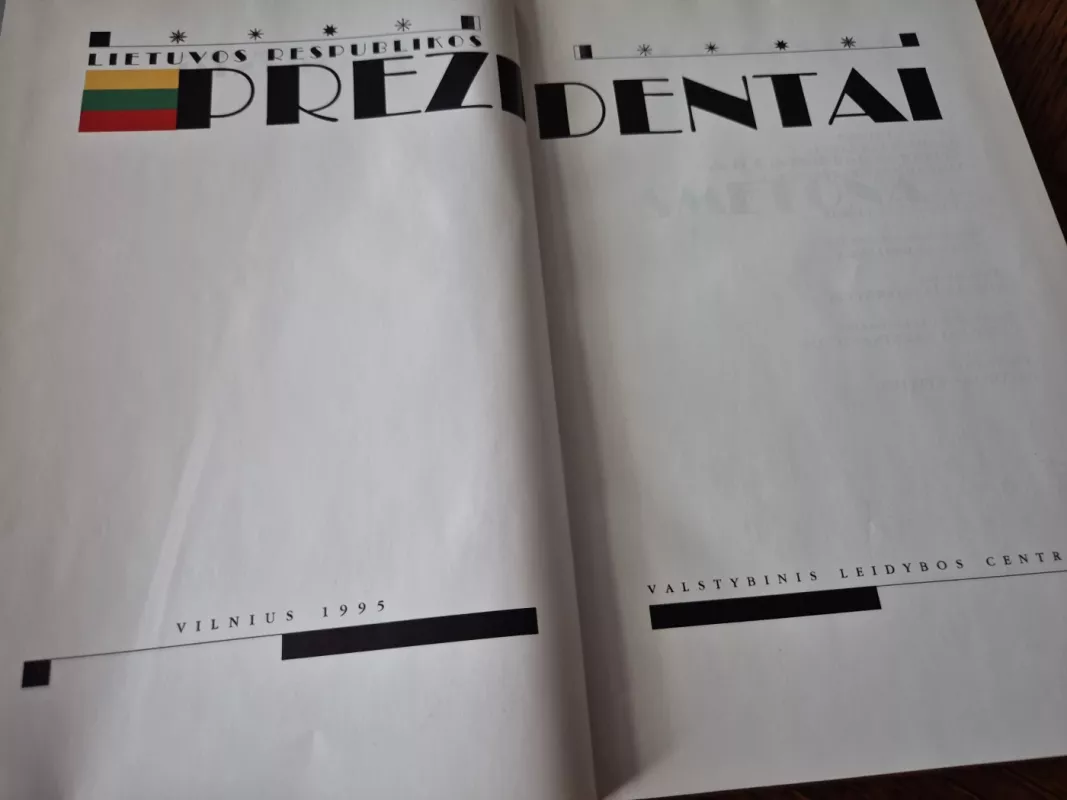 LIETUVOS RESPUBLIKOS
PREZIDENTAI
VILNIUS 1995
VALSTYBINIS LEIDYBOS CENTR